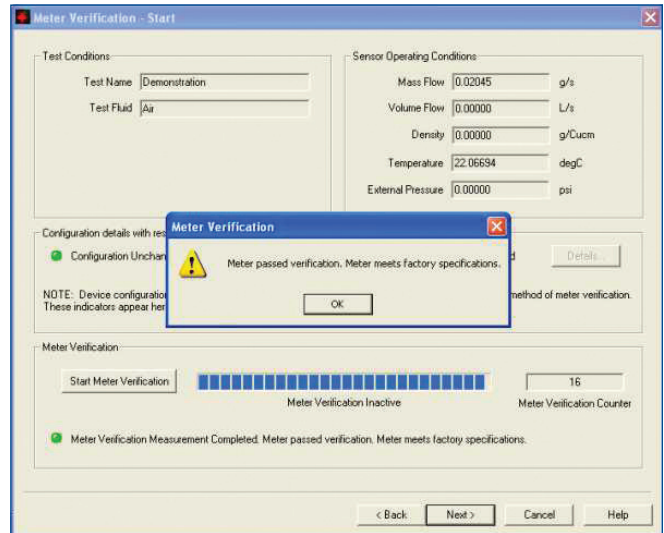 Meter Verification - Start
Test Conditions
Test Name Demonstration
Test Fluid Air
Sensor Operating Conditions
Mass Flow 0.02045 g/s
Volume Flow 0.00000 L/s
Density 0.00000 g/Cucm
Temperature 22.06694 degC
External Pressure 0.00000 psi
Meter Verification
Meter passed verification. Meter meets factory specifications.
OK
Configuration details with res
Configuration Unchan
Details...
NOTE: Device configuration
method of meter verification.
These indicators appear her
Meter Verification
Start Meter Verification
16
Meter Verification Inactive
Meter Verification Counter
Meter Verification Measurement Completed. Meter passed verification. Meter meets factory specifications.
< Back Next > Cancel Help